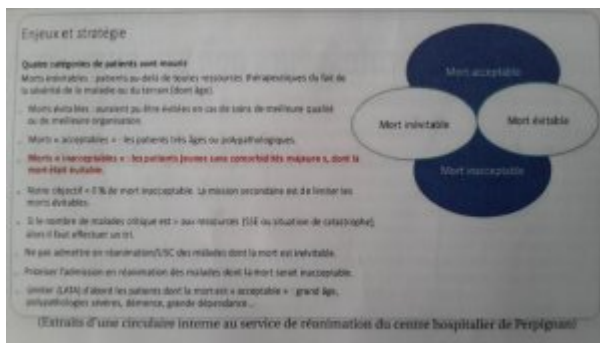 Enjeux et stratégie
Quatre catégories de patients vont mourir
Morts inévitables : patients au-delà de toutes ressources thérapeutiques du fait de
la sévérité de la maladie ou du terrain (dont âge).
Morts évitables : auraient pu être évitées en cas de soins de meilleure qualité
ou de meilleure organisation.
Morts « acceptables » : les patients très âgés ou polypathologiques.
Morts « inacceptables » : les patients jeunes sans comorbidités majeures, dont la
mort était évitable.
Notre objectif = 0 % de mort inacceptable. La mission secondaire est de limiter les
morts évitables.
Si le nombre de malades critique est > aux ressources (SSE ou situation de catastrophe),
alors il faut effectuer un tri.
Ne pas admettre en réanimation/USC des malades dont la mort est inévitable.
Prioriser l'admission en réanimation des malades dont la mort serait inacceptable.
Limiter (LATA) d'abord les patients dont la mort est « acceptable » : grand âge,
polypathologies sévères, démence, grande dépendance...
Mort acceptable
Mort inévitable
Mort évitable
Mort inacceptable
(Extraits d'une circulaire interne au service de réanimation du centre hospitalier de Perpignan)